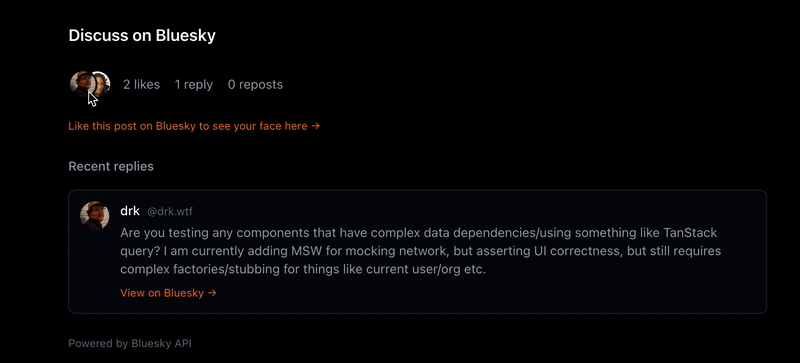 Discuss on Bluesky
2 likes 1 reply 0 reposts
Like this post on Bluesky to see your face here →
Recent replies
drk @drk.wtf
Are you testing any components that have complex data dependencies/using something like TanStack
query? I am currently adding MSW for mocking network, but asserting UI correctness, but still requires
complex factories/stubbing for things like current user/org etc.
View on Bluesky →
Powered by Bluesky API